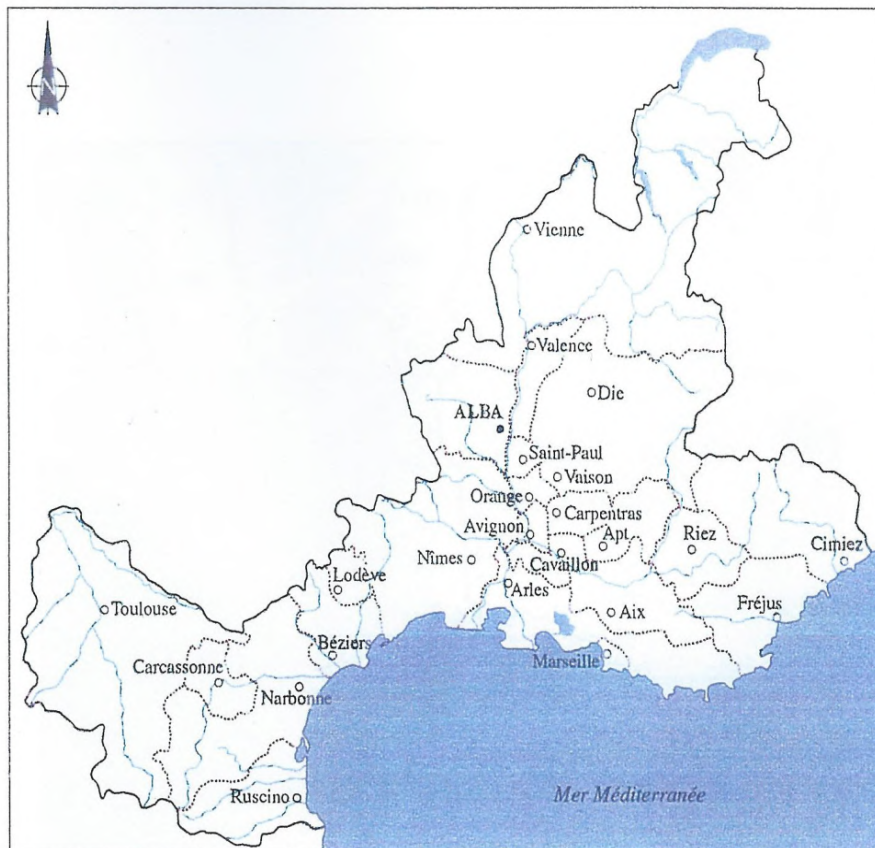 N
Vienne
Valence
Die
ALBA
Saint-Paul
Vaison
Orange
Carpentras
Avignon
Apt
Riez
Cimiez
Nîmes
Cavaillon
Lodève
Arles
Toulouse
Aix
Fréjus
Béziers
Marseille
Carcassonne
Narbonne
Ruscino
Mer Méditerranée